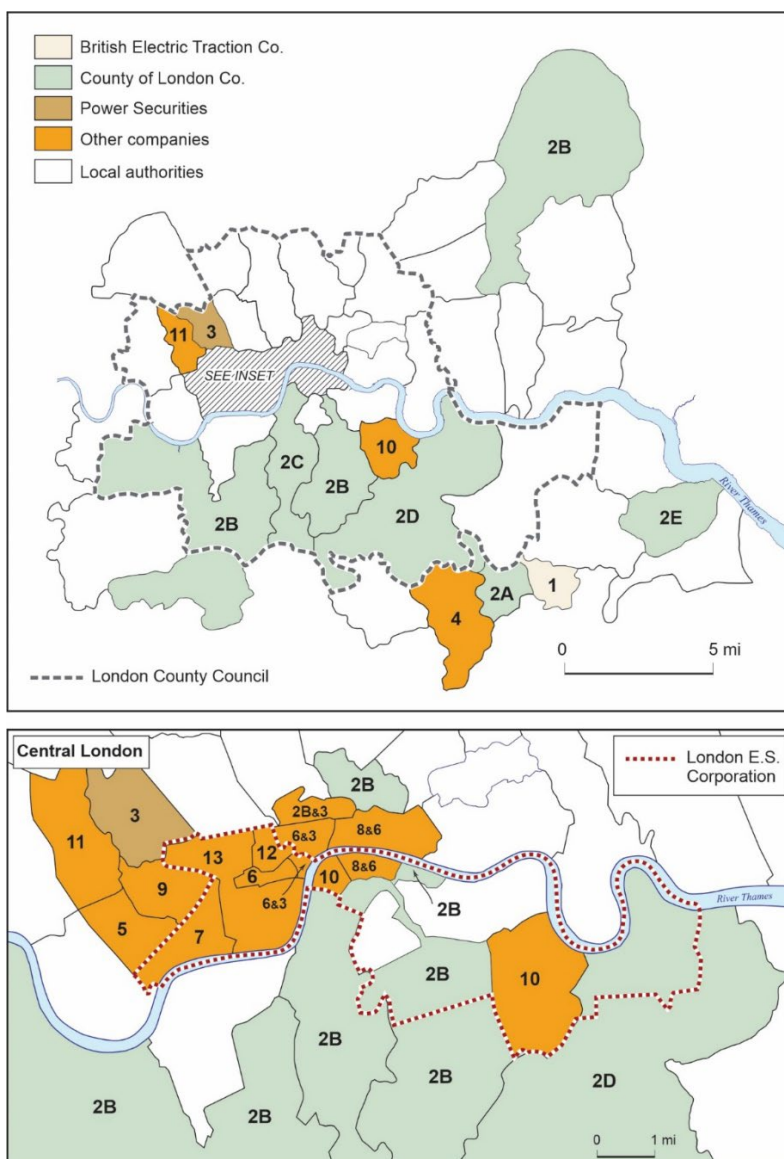 British Electric Traction Co.
County of London Co.
Power Securities
Other companies
Local authorities
2B
11
3
SEE INSET
10
2C
2B
2B
2D
2E
River Thames
2A
1
4
0
5 mi
London County Council
Central London
London E.S.
Corporation
2B
3
2B&3
11
6&3
8&6
13
12
6
8&6
9
10
6&3
2B
River Thames
5
7
2B
10
2B
2B
2B
2B
2D
0
1 mi